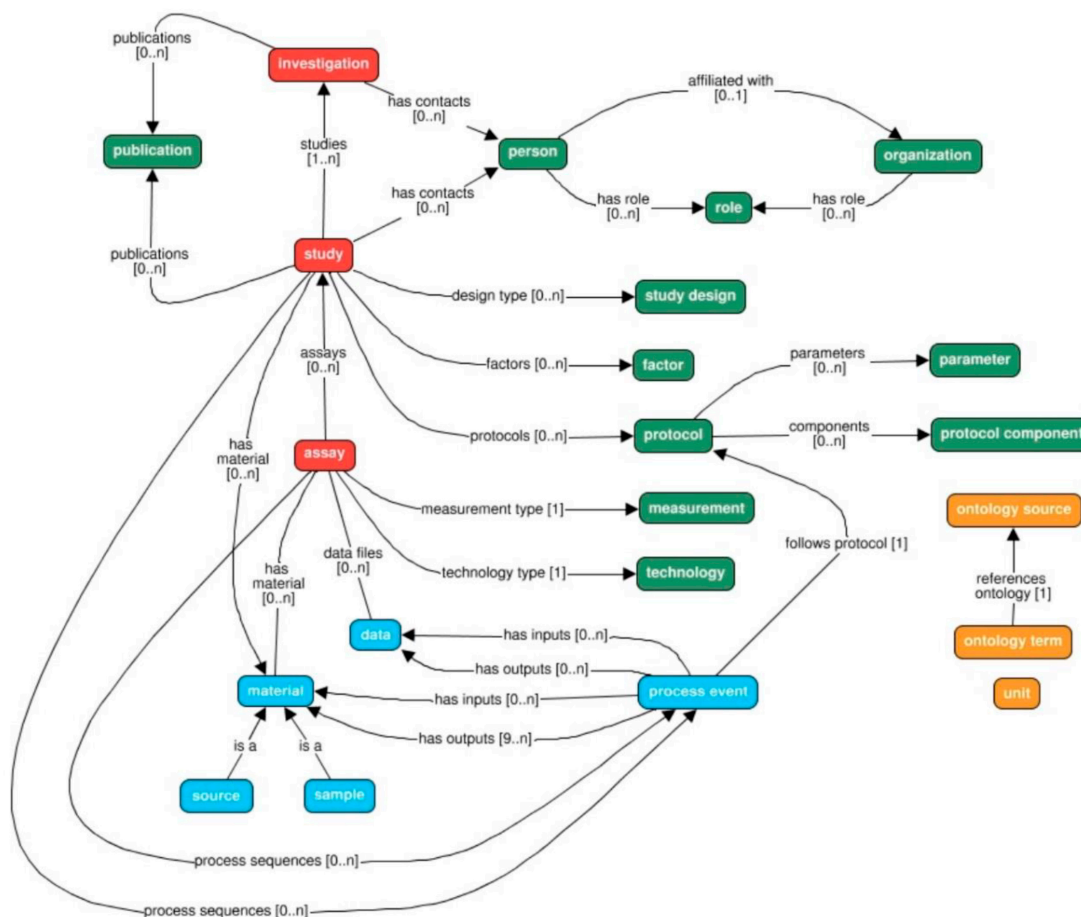 publications
[0..n]
investigation
affiliated with
[0..1]
has contacts
[0..n]
publication
studies
[1..n]
person
organization
has contacts
[0..n]
has role
[0..n]
role
has role
[0..n]
publications
[0..n]
study
design type [0..n]
study design
assays
[0..n]
factors [0..n]
factor
parameters
[0..n]
parameter
has
material
[0..n]
protocols [0..n]
protocol
components
[0..n]
protocol component
assay
measurement type [1]
measurement
ontology source
has
material
[0..n]
data files
[0..n]
technology type [1]
technology
follows protocol [1]
references
ontology [1]
data
has inputs [0..n]
ontology term
has outputs [0..n]
material
has inputs [0..n]
process event
unit
has outputs [9..n]
is a
is a
source
sample
process sequences [0..n]
process sequences [0..n]